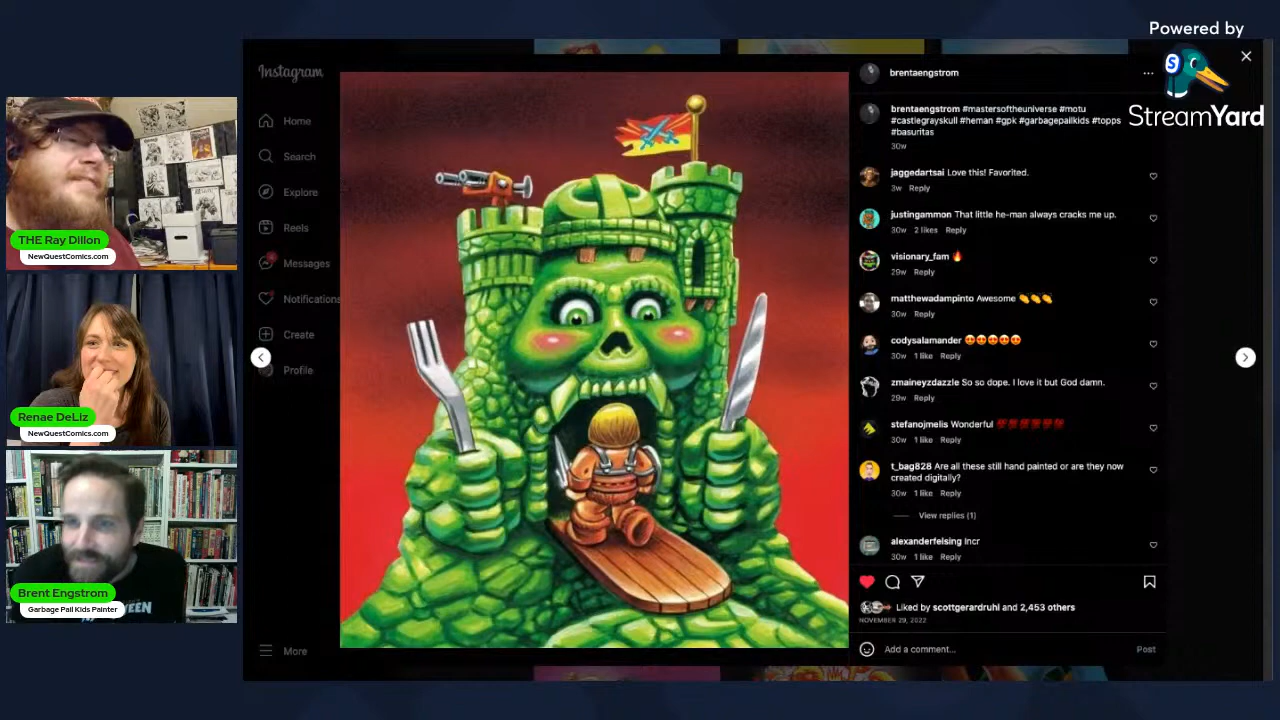 Powered by
StreamYard
THE Ray Dillon
NewQuestComics.com
Renae DeLiz
NewQuestComics.com
Brent Engstrom
Garbage Pail Kids Painter
Instagram
Home
Search
Explore
Reels
Messages
Notifications
Create
Profile
More
brentaengstrom
brentaengstrom #mastersoftheuniverse #motu
#castlegrayskull #heman #gpk #garbagepailkids #topps
#basuritas
30w
jaggedartsai Love this! Favorited.
3w Reply
justingammon That little he-man always cracks me up.
30w 2 likes Reply
visionary_fam 🔥
29w Reply
matthewadampinto Awesome 👏👏👏
30w Reply
codysalamander 😍😍😍😍😍
30w 1 like Reply
zmaineyzdazzle So so dope. I love it but God damn.
29w Reply
stefanojmelis Wonderful 💯💯💯💯💯💯
30w 1 like Reply
t_bag828 Are all these still hand painted or are they now
created digitally?
30w 1 like Reply
View replies (1)
alexanderfelsing Incr
30w 1 like Reply
Liked by scottgerardruhl and 2,453 others
NOVEMBER 29, 2022
Add a comment... Post